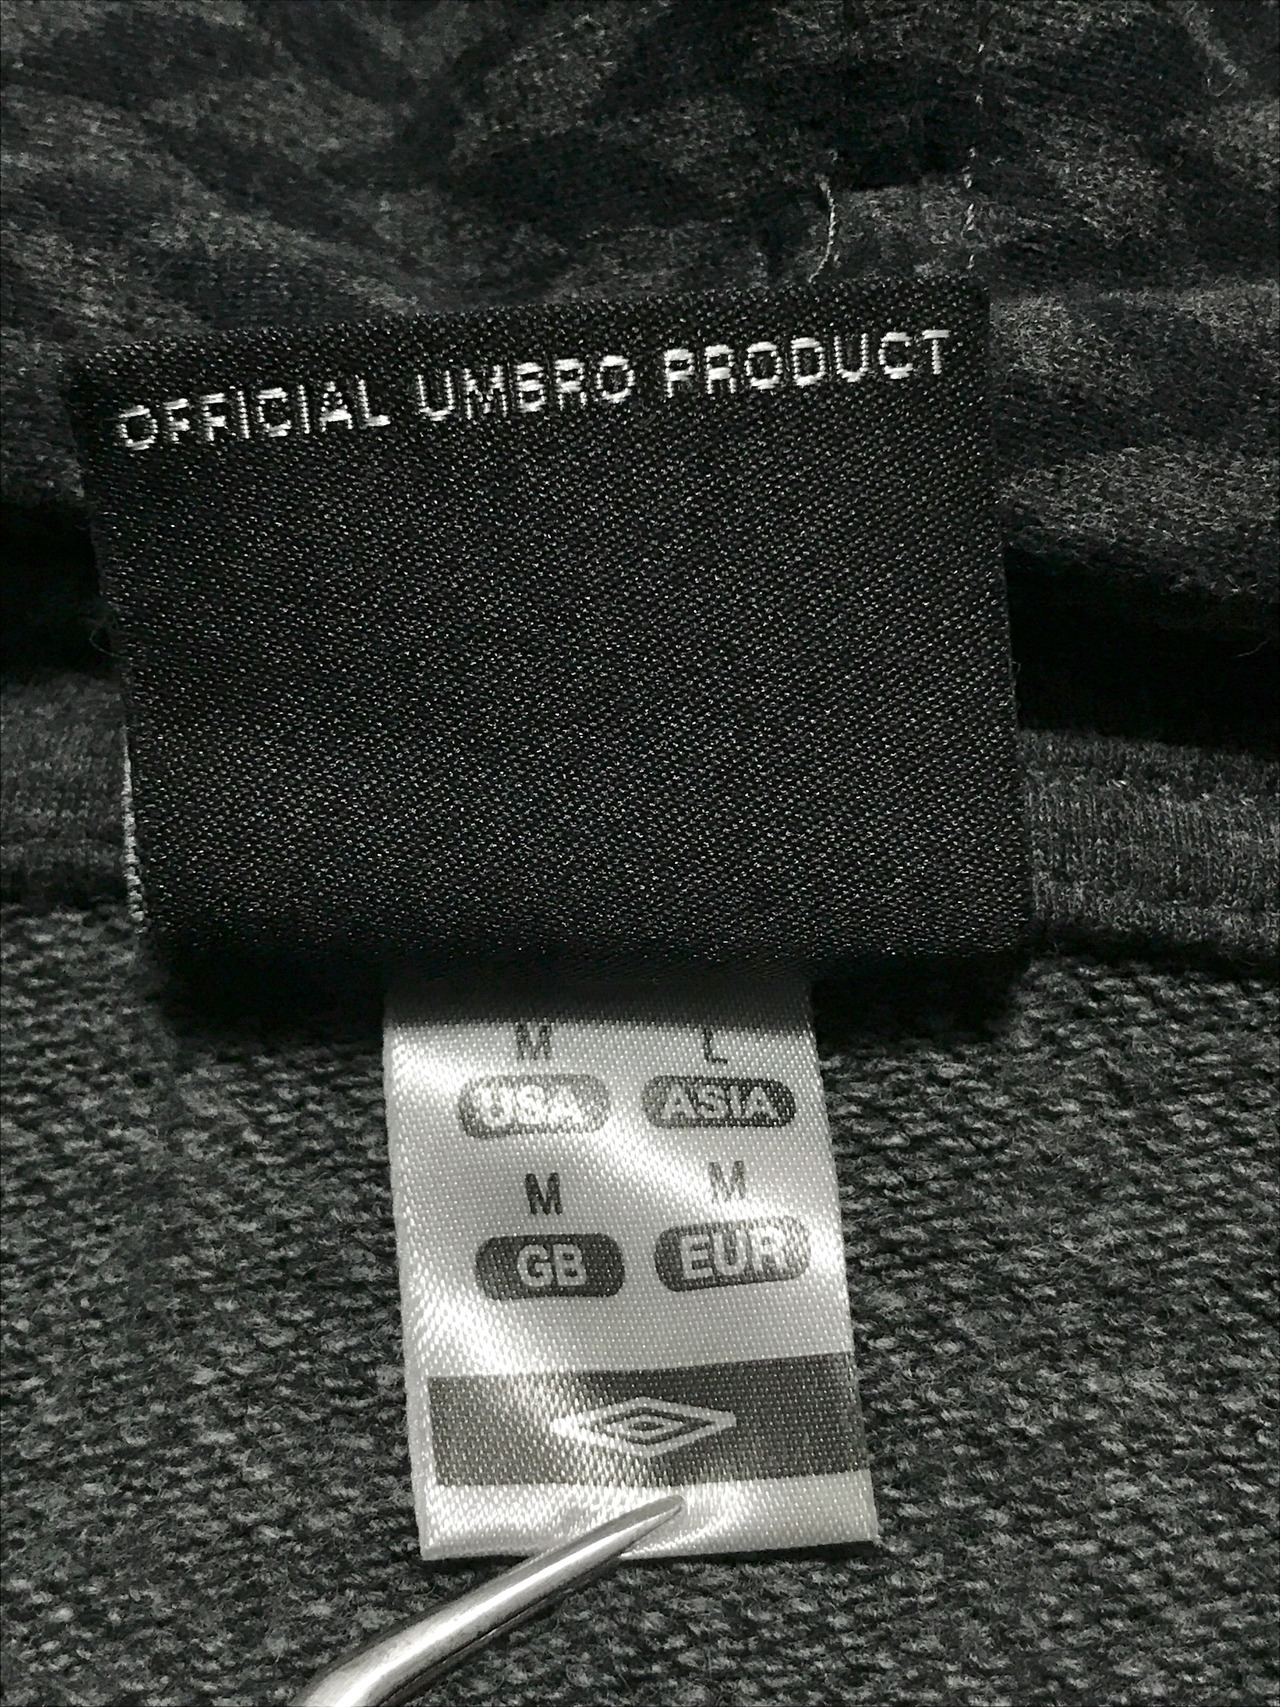 OFFICIAL UMBRO PRODUCT
M L
USA ASIA
M M
GB EUR